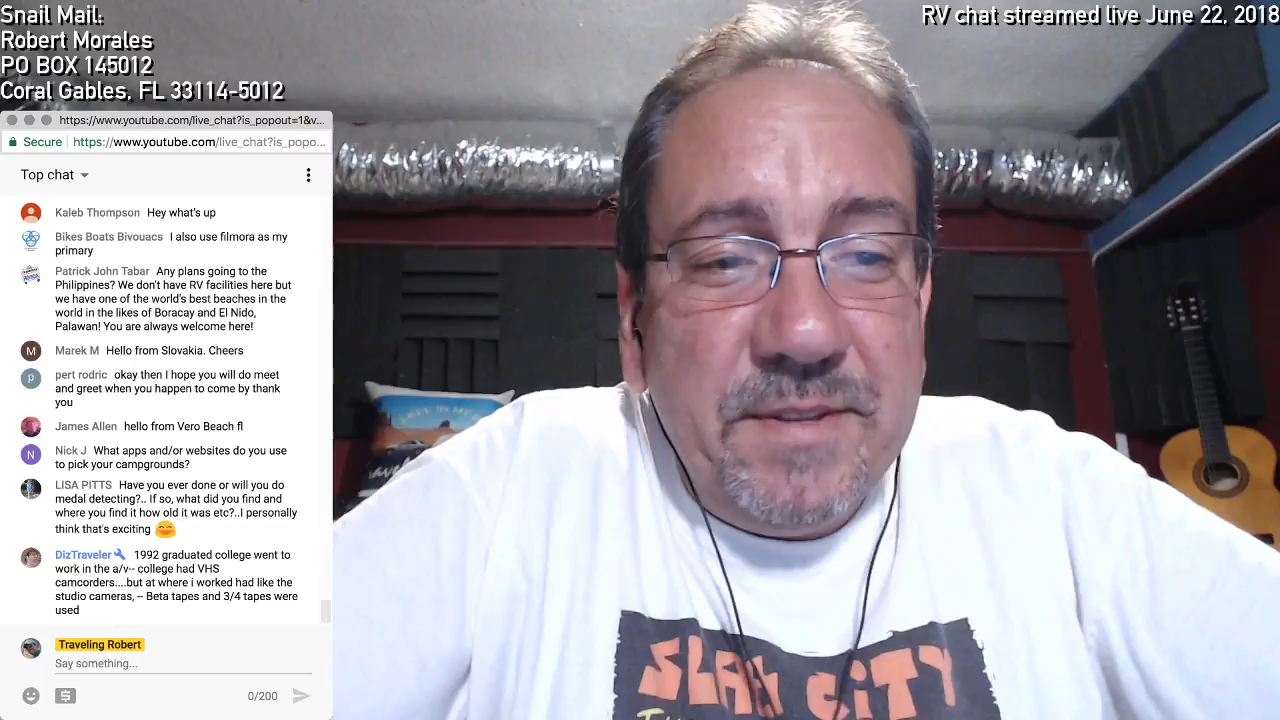 Snail Mail:
Robert Morales
PO BOX 145012
Coral Gables, FL 33114-5012
RV chat streamed live June 22, 2018
https://www.youtube.com/live_chat?is_popout=1&v...
Secure https://www.youtube.com/live_chat?is_popo...
Top chat
Kaleb Thompson Hey what's up
Bikes Boats Bivouacs I also use filmora as my
primary
Patrick John Tabar Any plans going to the
Philippines? We don't have RV facilities here but
we have one of the world's best beaches in the
world in the likes of Boracay and El Nido,
Palawan! You are always welcome here!
M
Marek M Hello from Slovakia. Cheers
p
pert rodric okay then I hope you will do meet
and greet when you happen to come by thank
you
James Allen hello from Vero Beach fl
N
Nick J What apps and/or websites do you use
to pick your campgrounds?
LISA PITTS Have you ever done or will you do
medal detecting?.. If so, what did you find and
where you find it how old it was etc?..I personally
think that's exciting
DizTraveler 1992 graduated college went to
work in the a/v-- college had VHS
camcorders....but at where i worked had like the
studio cameras, -- Beta tapes and 3/4 tapes were
used
Traveling Robert
Say something...
0/200
SLAB CITY